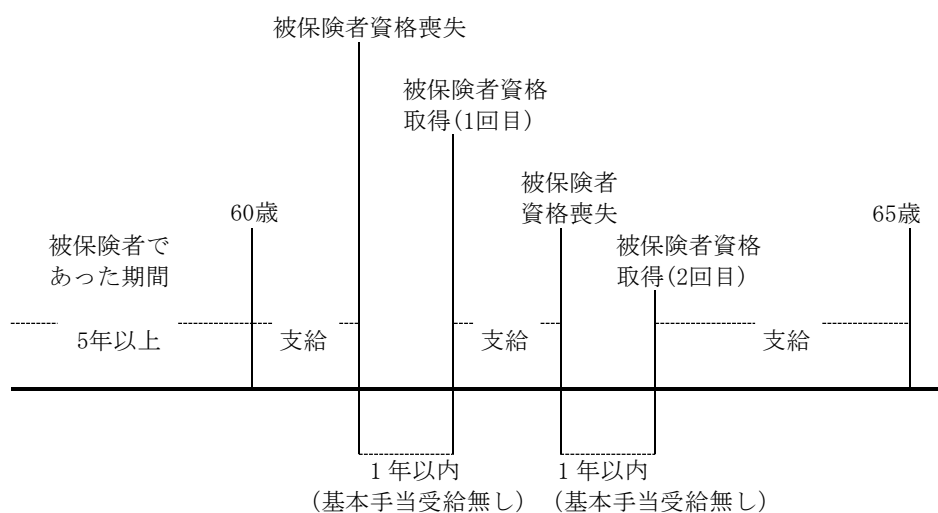 被保険者資格喪失
被保険者資格
取得(1回目)
被保険者
資格喪失
60歳
65歳
被保険者で
あった期間
被保険者資格
取得(2回目)
5年以上
支給
支給
支給
1年以内
(基本手当受給無し)
1年以内
(基本手当受給無し)